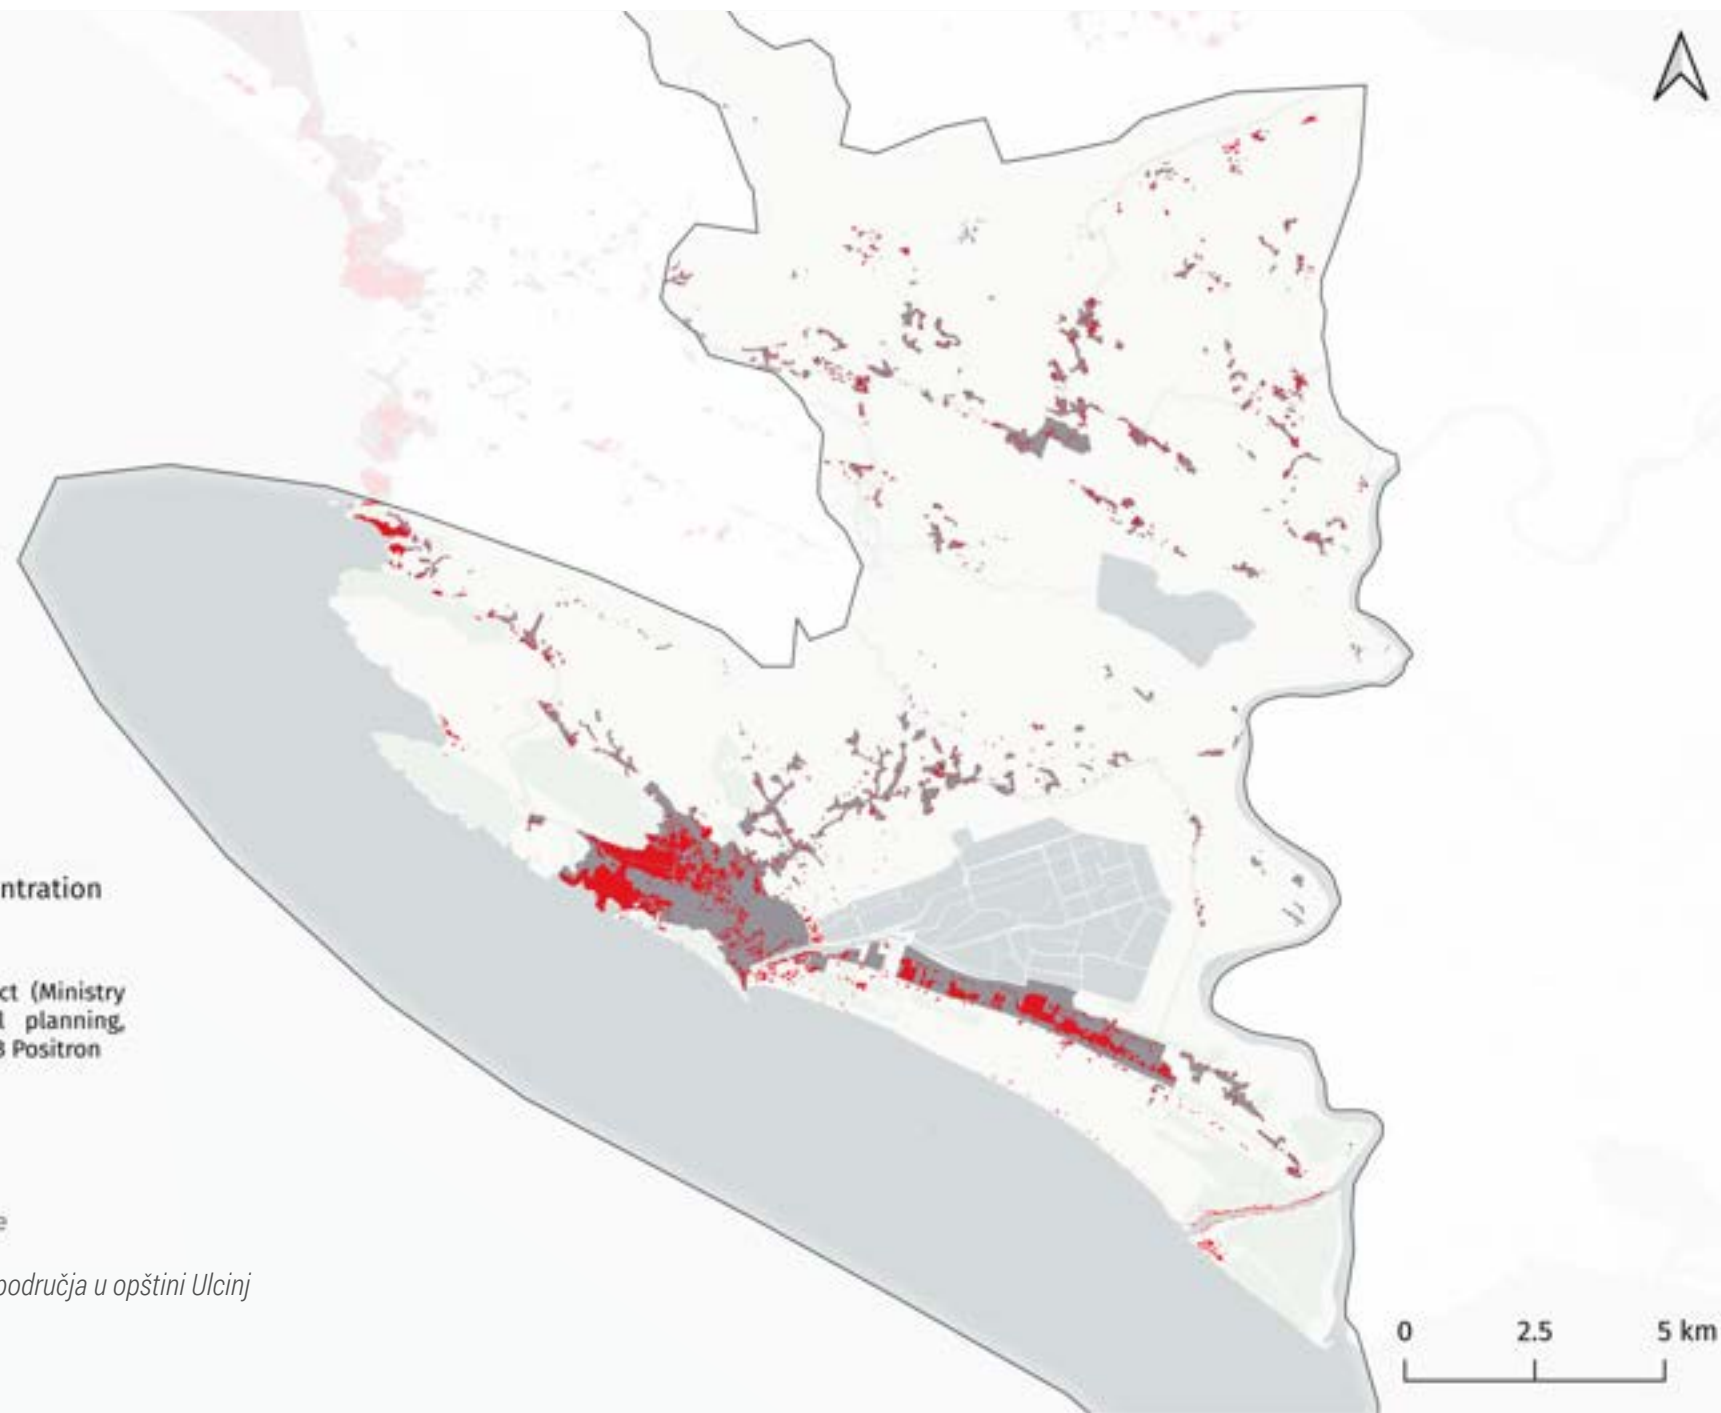 ntration
ct (Ministry
l planning,
3 Positron
e
područja u opštini Ulcinj
0 2.5 5 km